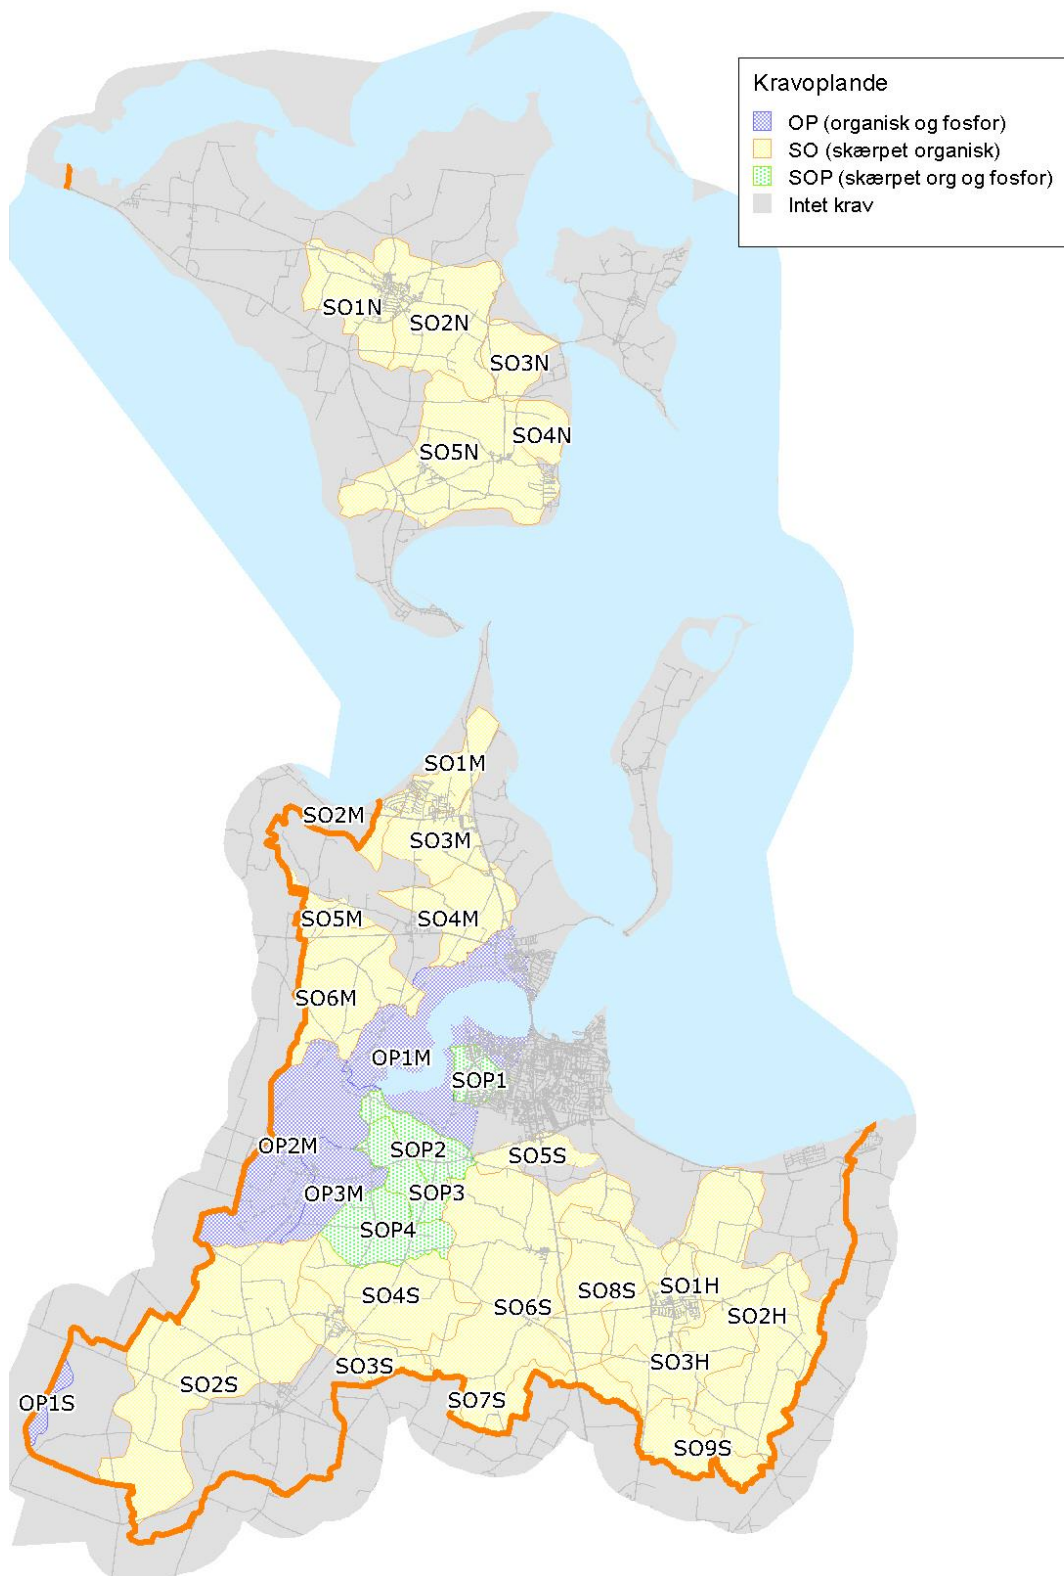 Kravoplande
OP (organisk og fosfor)
SO (skærpet organisk)
SOP (skærpet org og fosfor)
Intet krav
SO1N
SO2N
SO3N
SO4N
SO5N
SO1M
SO2M
SO3M
SO4M
SO5M
SO6M
OP1M
SOP1
OP2M
SOP2
SO5S
OP3M
SOP3
SOP4
SO4S
SO6S
SO8S
SO1H
SO2H
SO3S
SO3H
SO2S
OP1S
SO7S
SO9S